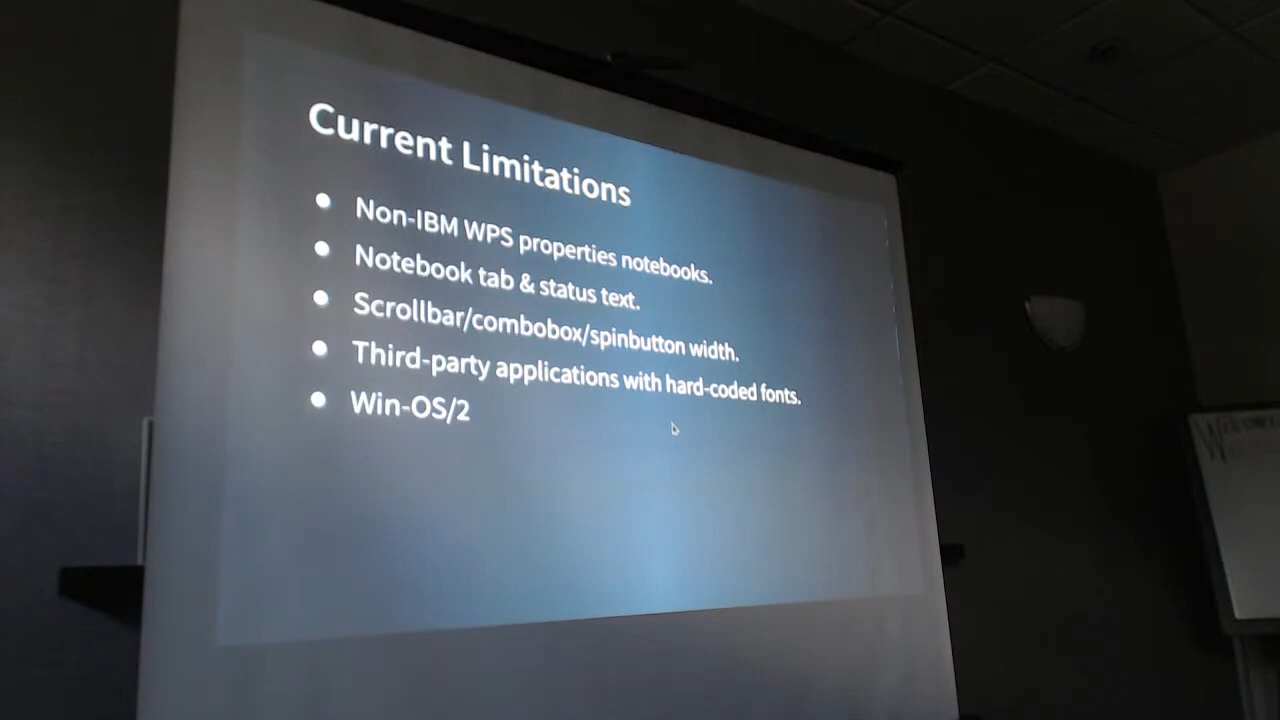 Current Limitations
Non-IBM WPS properties notebooks.
Notebook tab & status text.
Scrollbar/combobox/spinbutton width.
Third-party applications with hard-coded fonts.
Win-OS/2
Welcome